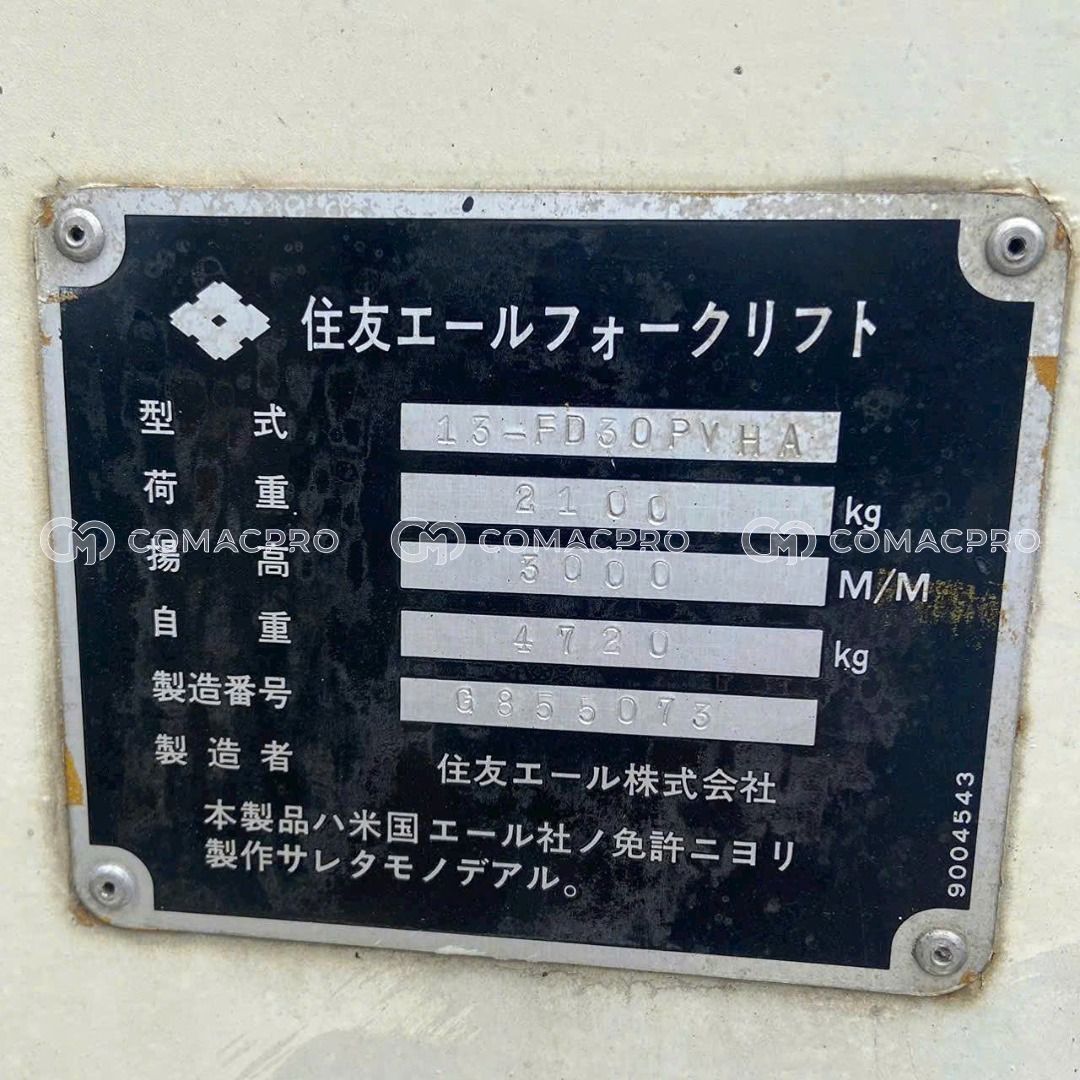 住友エールフォークリフト
型式 13-FD30PVHA
荷重 2100 kg
COMACPRO COMACPRO COMACPRO
揚高 3000 M/M
自重 4720 kg
製造番号 G855073
製造者 住友エール株式会社
本製品ハ米国エール社ノ免許ニヨリ
製作サレタモノデアル。
9004543